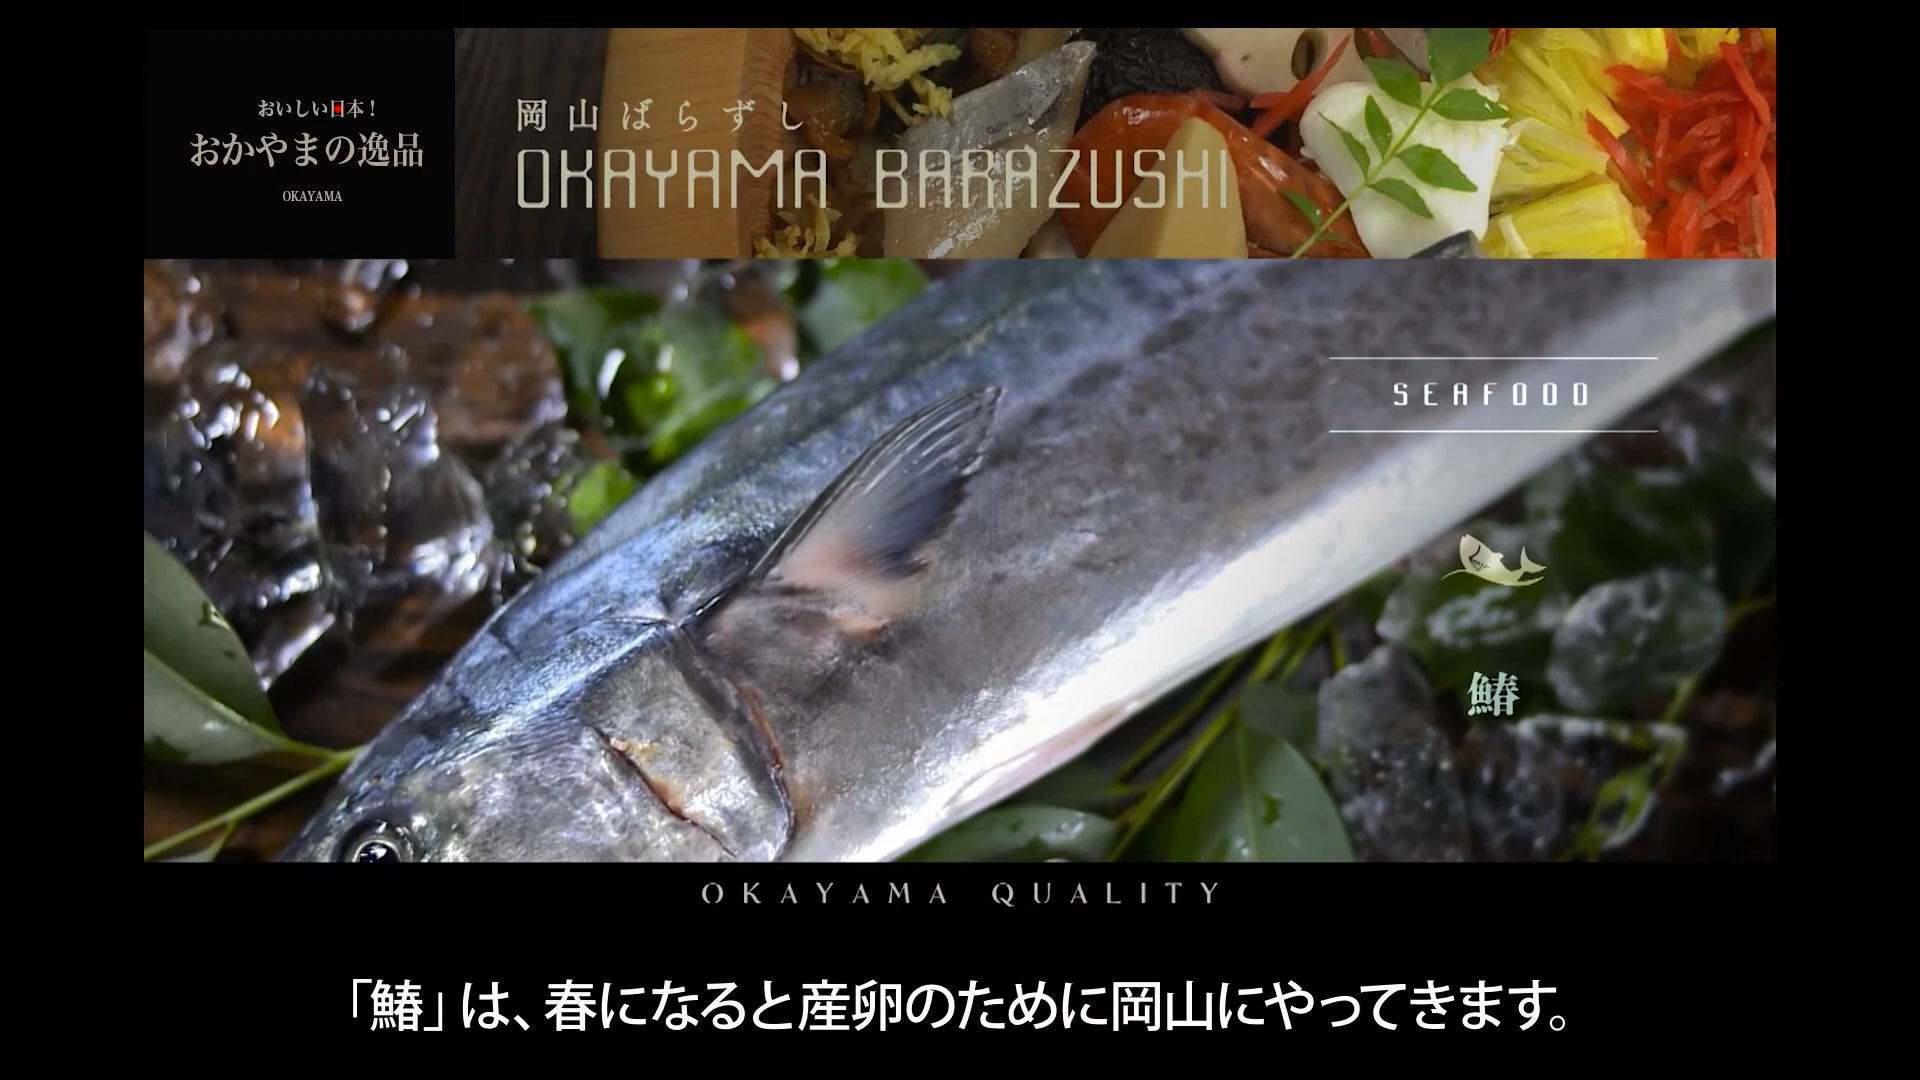 おいしい日本！
おかやまの逸品
OKAYAMA
岡山ばらずし
OKAYAMA BARAZUSHI
SEAFOOD
鰆
OKAYAMA QUALITY
「鰆」は、春になると産卵のために岡山にやってきます。